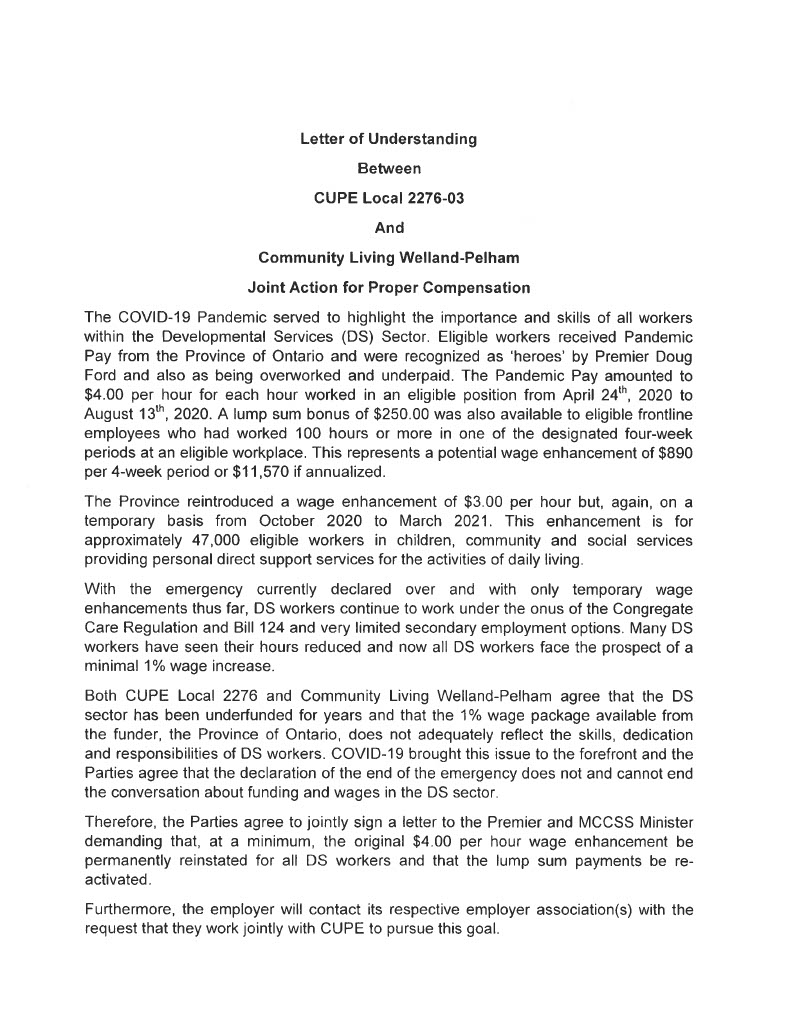 Letter of Understanding
Between
CUPE Local 2276-03
And
Community Living Welland-Pelham
Joint Action for Proper Compensation
The COVID-19 Pandemic served to highlight the importance and skills of all workers
within the Developmental Services (DS) Sector. Eligible workers received Pandemic
Pay from the Province of Ontario and were recognized as 'heroes' by Premier Doug
Ford and also as being overworked and underpaid. The Pandemic Pay amounted to
$4.00 per hour for each hour worked in an eligible position from April 24th, 2020 to
August 13th, 2020. A lump sum bonus of $250.00 was also available to eligible frontline
employees who had worked 100 hours or more in one of the designated four-week
periods at an eligible workplace. This represents a potential wage enhancement of $890
per 4-week period or $11,570 if annualized.
The Province reintroduced a wage enhancement of $3.00 per hour but, again, on a
temporary basis from October 2020 to March 2021. This enhancement is for
approximately 47,000 eligible workers in children, community and social services
providing personal direct support services for the activities of daily living.
With the emergency currently declared over and with only temporary wage
enhancements thus far, DS workers continue to work under the onus of the Congregate
Care Regulation and Bill 124 and very limited secondary employment options. Many DS
workers have seen their hours reduced and now all DS workers face the prospect of a
minimal 1% wage increase.
Both CUPE Local 2276 and Community Living Welland-Pelham agree that the DS
sector has been underfunded for years and that the 1% wage package available from
the funder, the Province of Ontario, does not adequately reflect the skills, dedication
and responsibilities of DS workers. COVID-19 brought this issue to the forefront and the
Parties agree that the declaration of the end of the emergency does not and cannot end
the conversation about funding and wages in the DS sector.
Therefore, the Parties agree to jointly sign a letter to the Premier and MCCSS Minister
demanding that, at a minimum, the original $4.00 per hour wage enhancement be
permanently reinstated for all DS workers and that the lump sum payments be re-
activated.
Furthermore, the employer will contact its respective employer association(s) with the
request that they work jointly with CUPE to pursue this goal.